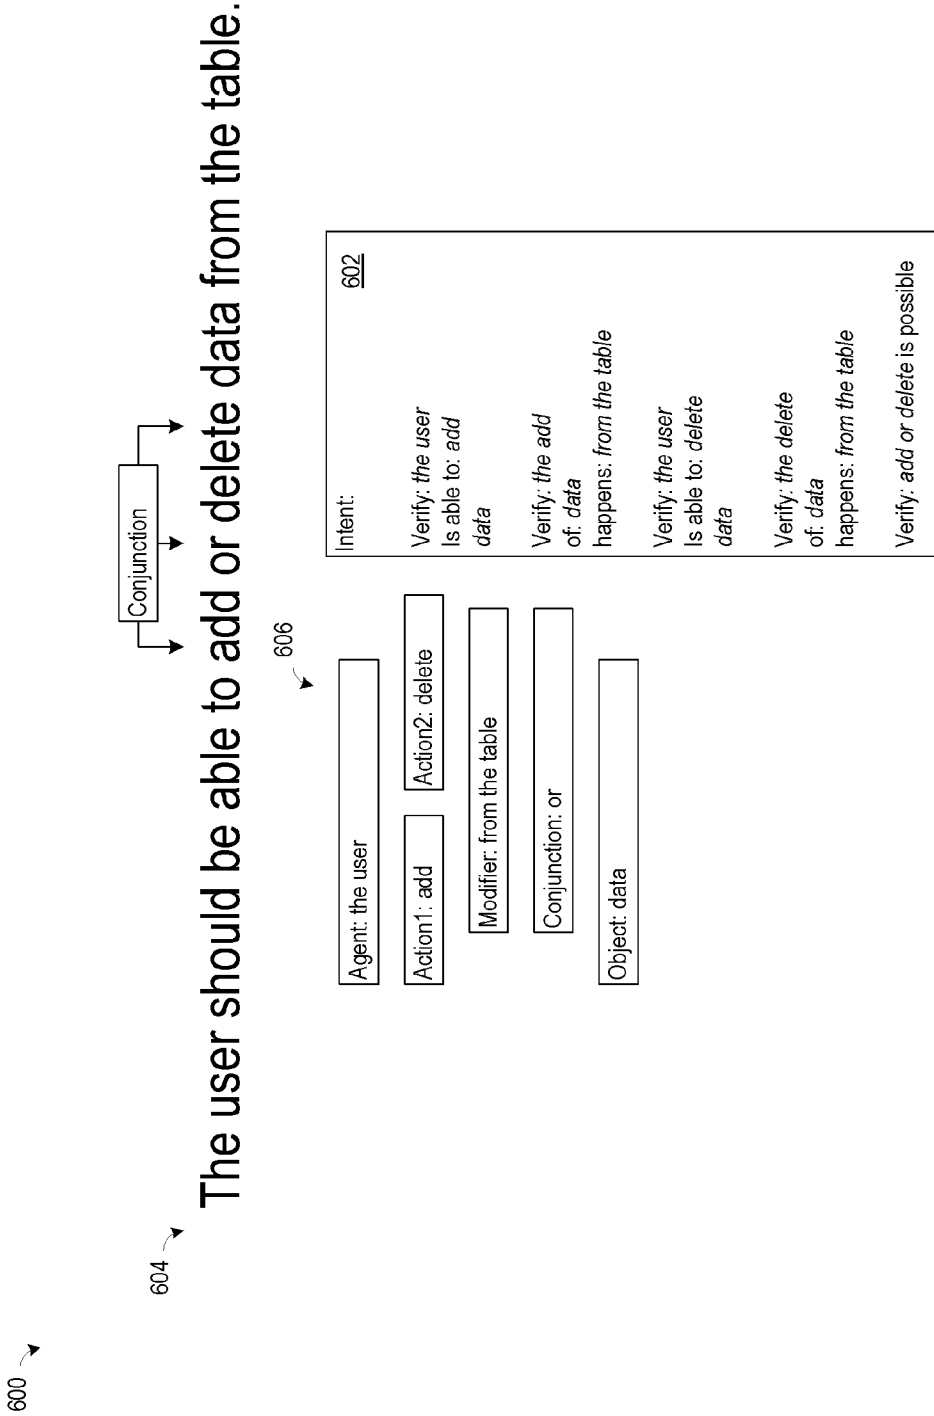 600
604
Conjunction
The user should be able to add or delete data from the table.
606
Agent: the user
Action1: add
Action2: delete
Modifier: from the table
Conjunction: or
Object: data
602
Intent:
Verify: the user
Is able to: add
data
Verify: the add
of: data
happens: from the table
Verify: the user
Is able to: delete
data
Verify: the delete
of: data
happens: from the table
Verify: add or delete is possible